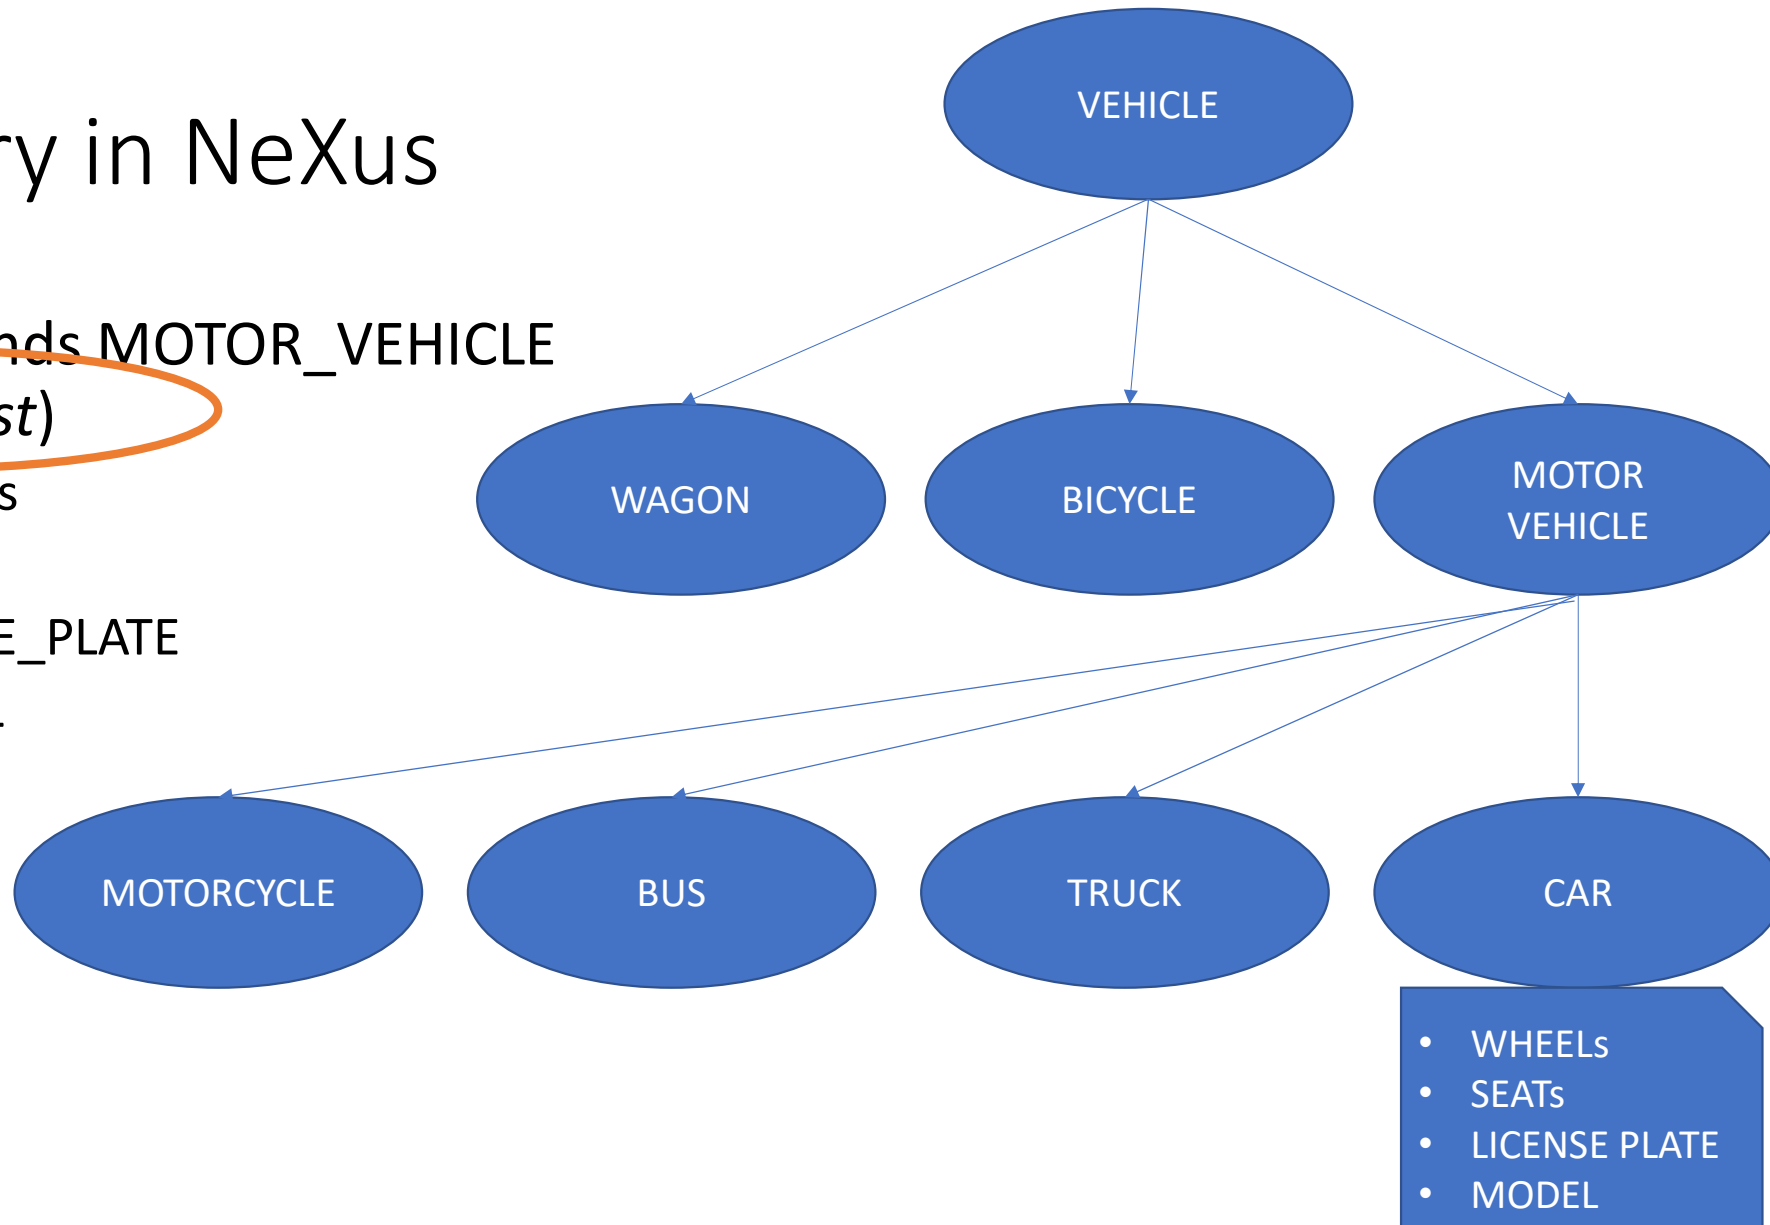 ry in NeXus
nds MOTOR_VEHICLE
st)
s
E_PLATE
VEHICLE
WAGON
BICYCLE
MOTOR
VEHICLE
MOTORCYCLE
BUS
TRUCK
CAR
• WHEELs
• SEATs
• LICENSE PLATE
• MODEL